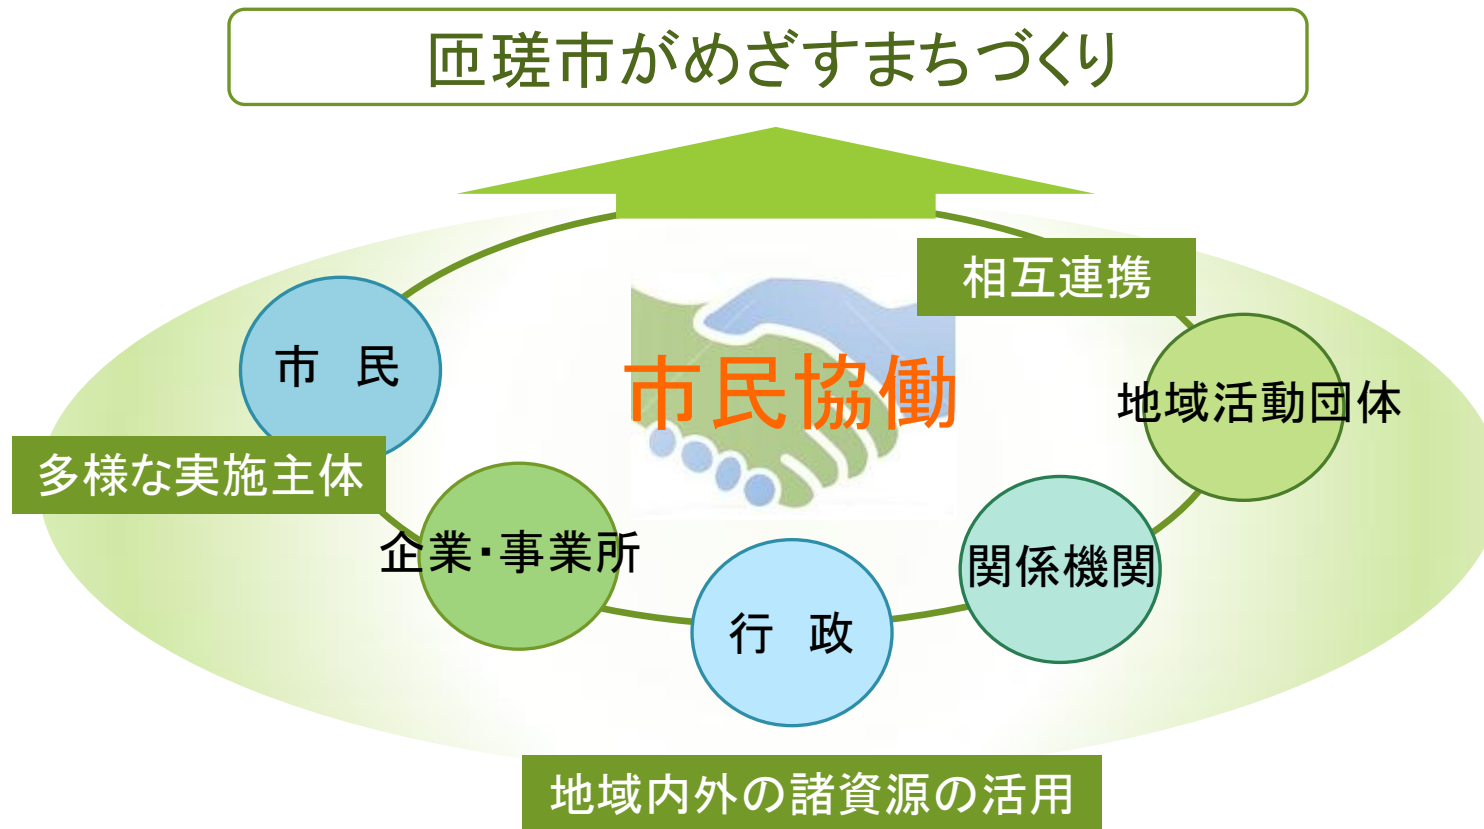 匝瑳市がめざすまちづくり
相互連携
市　民
市民協働
地域活動団体
多様な実施主体
企業・事業所
関係機関
行　政
地域内外の諸資源の活用